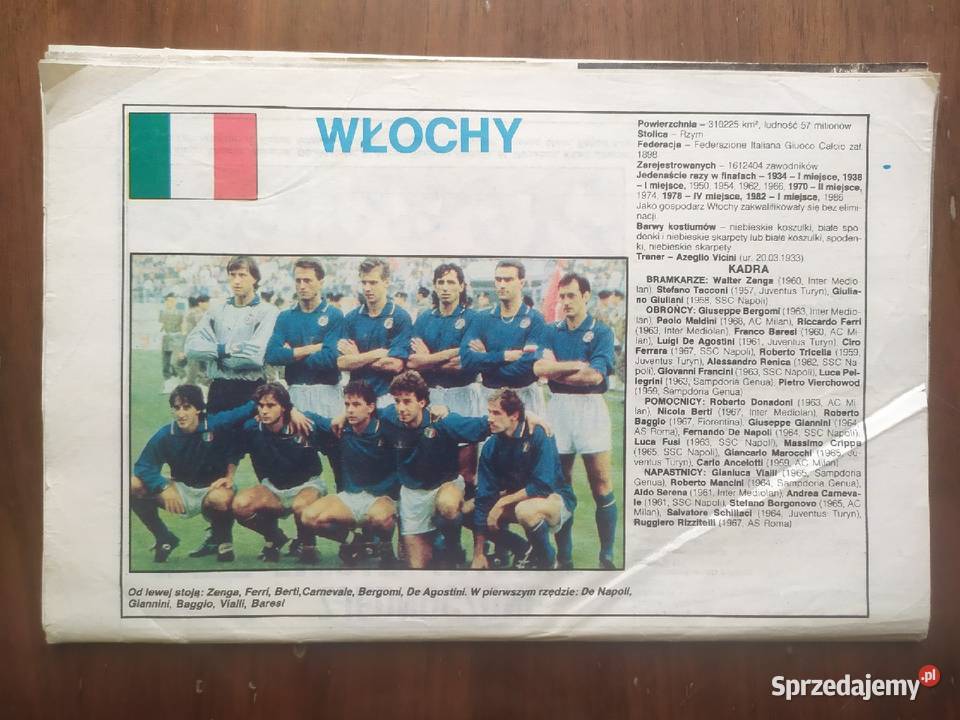 WŁOCHY
Powierzchnia – 310225 km², ludność 57 milionów
Stolica – Rzym
Federacja – Federazione Italiana Giuoco Calcio zał.
1898
Zarejestrowanych – 1612404 zawodników
Jedenaście razy w finałach – 1934 – I miejsce, 1938
– I miejsce, 1950, 1954, 1962, 1966, 1970 – II miejsce,
1974, 1978 – IV miejsce, 1982 – I miejsce, 1986
Jako gospodarz Włochy zakwalifikowały się bez elimi-
nacji
Barwy kostiumów – niebieskie koszulki, białe spo-
denki i niebieskie skarpety lub białe koszulki, spoden-
ki, niebieskie skarpety
Trener – Azeglio Vicini (ur. 20.03.1933)
KADRA
BRAMKARZE: Walter Zenga (1960, Inter Medio-
lan), Stefano Tacconi (1957, Juventus Turyn), Giulia-
no Giuliani (1958, SSC Napoli)
OBROŃCY: Giuseppe Bergomi (1963, Inter Medio-
lan), Paolo Maldini (1968, AC Milan), Riccardo Ferri
(1963, Inter Mediolan), Franco Baresi (1960, AC Mi-
lan), Luigi De Agostini (1961, Juventus Turyn), Ciro
Ferrara (1967, SSC Napoli), Roberto Tricella (1959,
Juventus Turyn), Alessandro Renica (1962, SSC Na-
poli), Giovanni Francini (1963, SSC Napoli), Luca Pel-
legrini (1963, Sampdoria Genua), Pietro Vierchowod
(1959, Sampdoria Genua)
POMOCNICY: Roberto Donadoni (1963, AC Mi-
lan), Nicola Berti (1967, Inter Mediolan), Roberto
Baggio (1967, Fiorentina), Giuseppe Giannini (1964,
AS Roma), Fernando De Napoli (1964, SSC Napoli),
Luca Fusi (1963, SSC Napoli), Massimo Crippa
(1965, SSC Napoli), Giancarlo Marocchi (1965, Ju-
ventus Turyn), Carlo Ancelotti (1959, AC Milan)
NAPASTNICY: Gianluca Vialli (1965, Sampdoria
Genua), Roberto Mancini (1964, Sampdoria Genua),
Aldo Serena (1961, Inter Mediolan), Andrea Carneva-
le (1961, SSC Napoli), Stefano Borgonovo (1965, AC
Milan), Salvatore Schillaci (1964, Juventus Turyn),
Ruggiero Rizzitelli (1967, AS Roma)
Od lewej stoją: Zenga, Ferri, Berti, Carnevale, Bergomi, De Agostini. W pierwszym rzędzie: De Napoli,
Giannini, Baggio, Vialli, Baresi
Sprzedajemy.pl